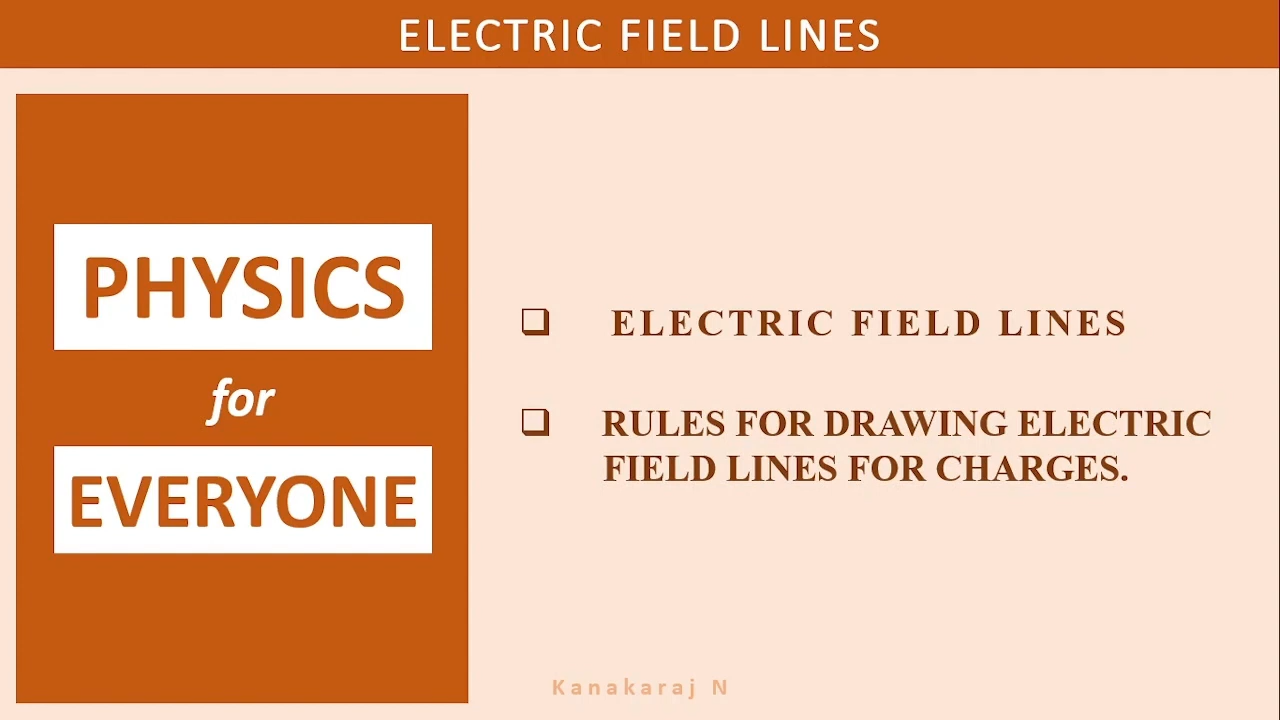 ELECTRIC FIELD LINES
PHYSICS
for
EVERYONE
ELECTRIC FIELD LINES
RULES FOR DRAWING ELECTRIC
FIELD LINES FOR CHARGES.
Kanakaraj N